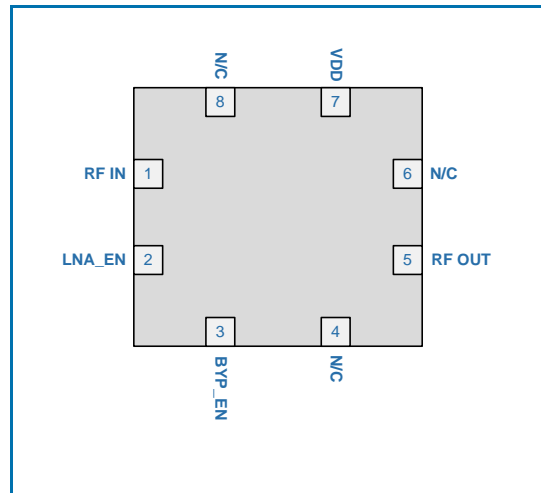 N/C
VDD
8
7
RF IN
1
6
N/C
LNA_EN
2
5
RF OUT
3
4
BYP_EN
N/C